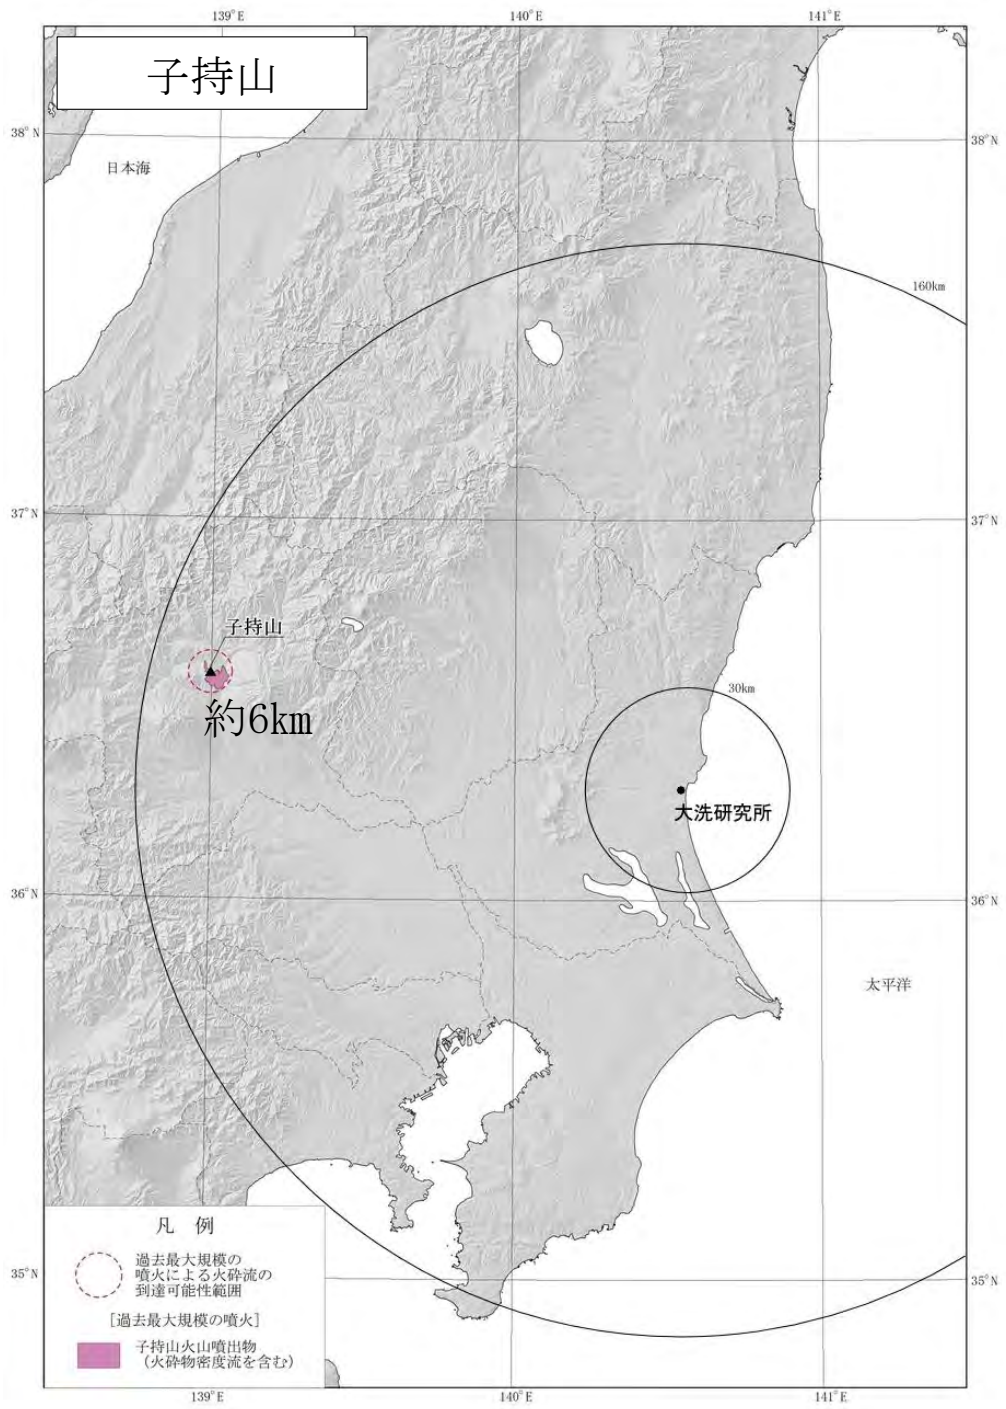 139°E
140°E
141°E
子持山
38°N
38°N
日本海
160km
37°N
37°N
子持山
約6km
30km
大洗研究所
36°N
36°N
太平洋
凡 例
過去最大規模の
噴火による火砕流の
到達可能性範囲
[過去最大規模の噴火]
子持山火山噴出物
(火砕物密度流を含む)
35°N
35°N
139°E
140°E
141°E